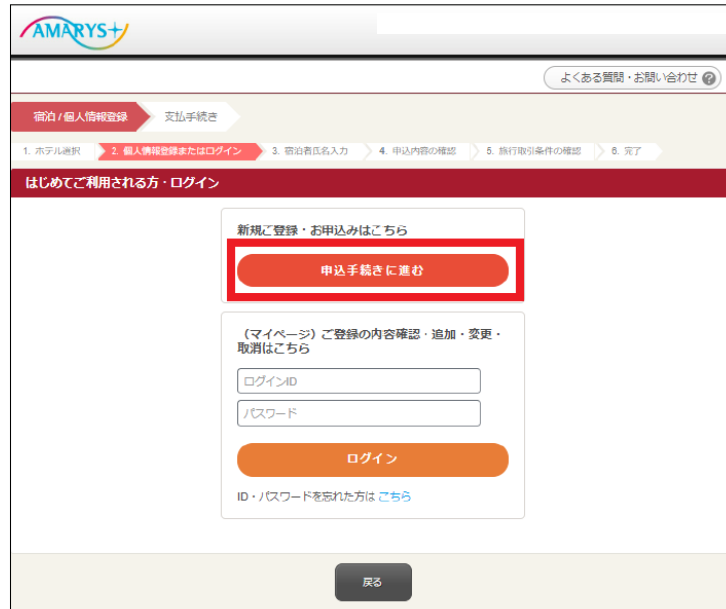 AMARYS+
よくある質問・お問い合わせ ?
宿泊 / 個人情報登録 支払手続き
1. ホテル選択 2. 個人情報登録またはログイン 3. 宿泊者氏名入力 4. 申込内容の確認 5. 旅行取引条件の確認 6. 完了
はじめてご利用される方・ログイン
新規ご登録・お申込みはこちら
申込手続きに進む
（マイページ）ご登録の内容確認・追加・変更・
取消はこちら
ログインID
パスワード
ログイン
ID・パスワードを忘れた方は こちら
戻る